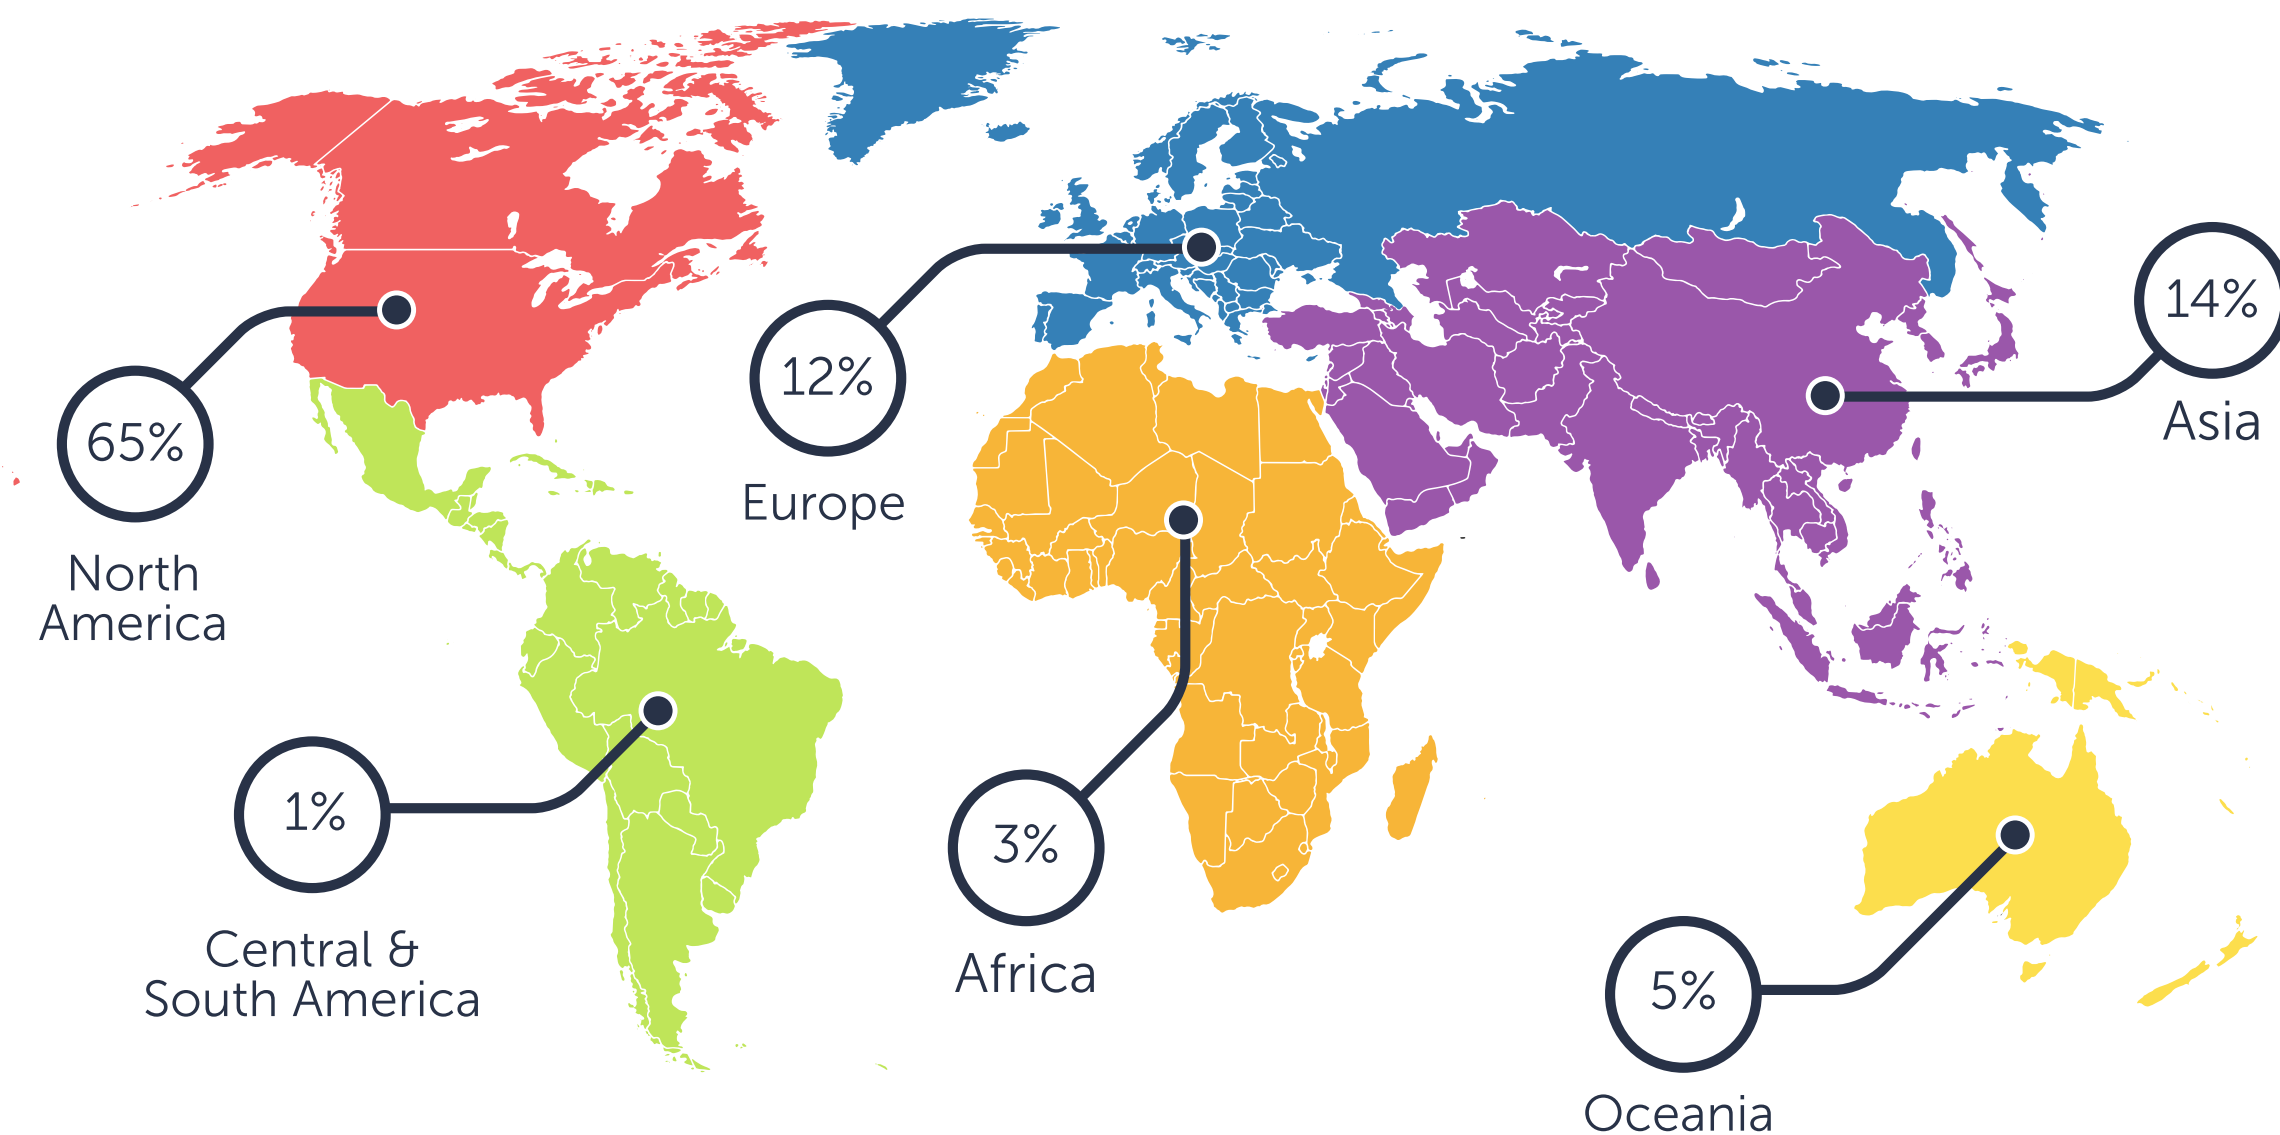 65%
North
America
12%
Europe
14%
Asia
1%
Central &
South America
3%
Africa
5%
Oceania